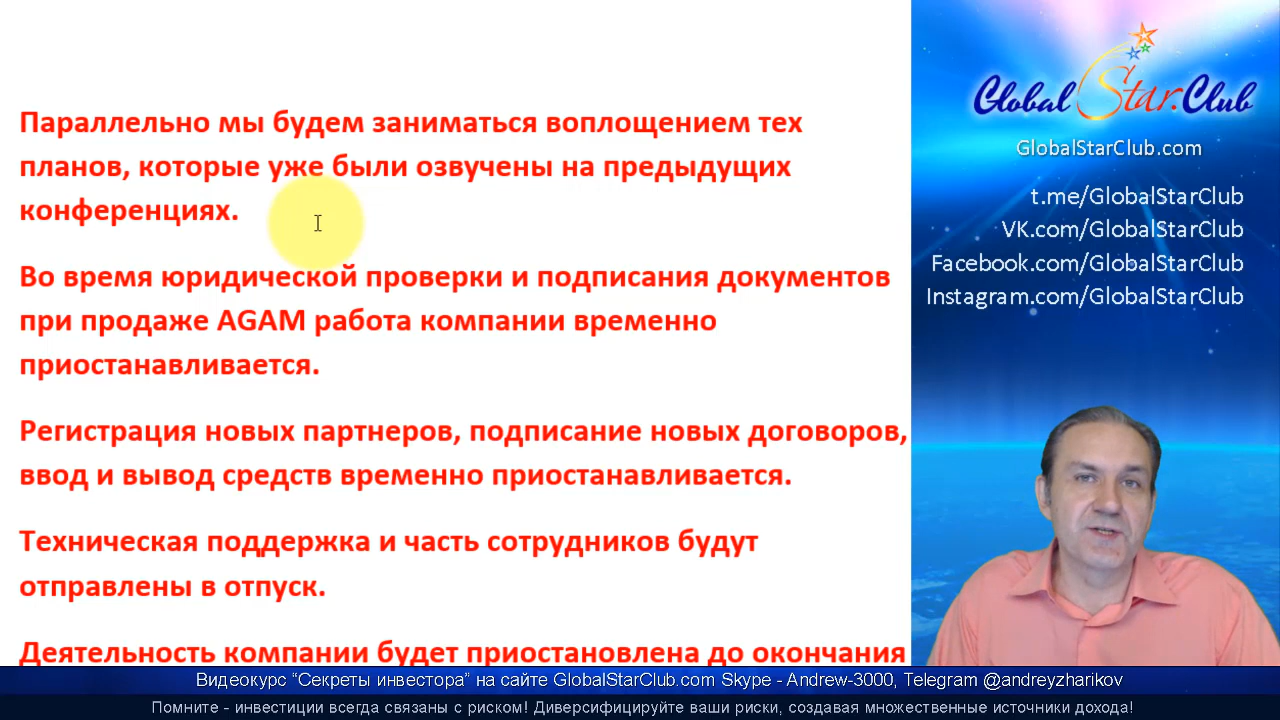 Параллельно мы будем заниматься воплощением тех
планов, которые уже были озвучены на предыдущих
конференциях.
Во время юридической проверки и подписания документов
при продаже AGAM работа компании временно
приостанавливается.
Регистрация новых партнеров, подписание новых договоров,
ввод и вывод средств временно приостанавливается.
Техническая поддержка и часть сотрудников будут
отправлены в отпуск.
Деятельность компании будет приостановлена до окончания
Global Star Club
GlobalStarClub.com
t.me/GlobalStarClub
VK.com/GlobalStarClub
Facebook.com/GlobalStarClub
Instagram.com/GlobalStarClub
Видеокурс “Секреты инвестора” на сайте GlobalStarClub.com Skype - Andrew-3000, Telegram @andreyzharikov
Помните - инвестиции всегда связаны с риском! Диверсифицируйте ваши риски, создавая множественные источники дохода!